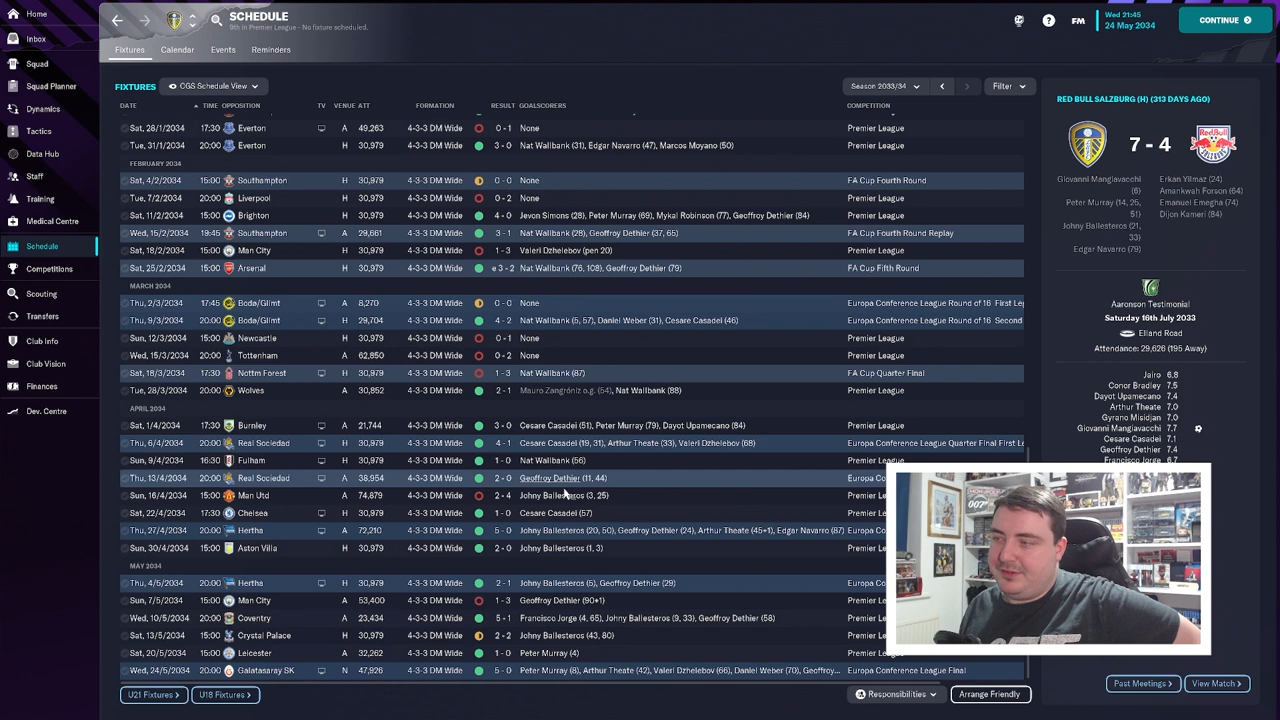 Home
SCHEDULE
9th in Premier League - No fixture scheduled.
FM
Wed 21:45
24 May 2034
CONTINUE
Inbox
Squad
Squad Planner
Dynamics
Tactics
Data Hub
Staff
Training
Medical Centre
Schedule
Competitions
Scouting
Transfers
Club Info
Club Vision
Finances
Dev. Centre
Fixtures Calendar Events Reminders
FIXTURES CGS Schedule View Season 2033/34 Filter
DATE TIME OPPOSITION TV VENUE ATT FORMATION RESULT GOALSCORERS COMPETITION
Sat, 28/1/2034 17:30 Everton A 49,263 4-3-3 DM Wide 0 - 1 None Premier League
Tue, 31/1/2034 20:00 Everton H 30,979 4-3-3 DM Wide 3 - 0 Nat Wallbank (31), Edgar Navarro (47), Marcos Moyano (50) Premier League
FEBRUARY 2034
Sat, 4/2/2034 15:00 Southampton H 30,979 4-3-3 DM Wide 0 - 0 None FA Cup Fourth Round
Tue, 7/2/2034 20:00 Liverpool H 30,979 4-3-3 DM Wide 0 - 2 None Premier League
Sat, 11/2/2034 15:00 Brighton H 30,979 4-3-3 DM Wide 4 - 0 Jevon Simons (28), Peter Murray (69), Mykal Robinson (77), Geoffroy Dethier (84) Premier League
Wed, 15/2/2034 19:45 Southampton A 29,661 4-3-3 DM Wide 3 - 1 Nat Wallbank (28), Geoffroy Dethier (37, 65) FA Cup Fourth Round Replay
Sat, 18/2/2034 15:00 Man City H 30,979 4-3-3 DM Wide 1 - 3 Valeri Dzhelebov (pen 20) Premier League
Sat, 25/2/2034 15:00 Arsenal H 30,979 4-3-3 DM Wide e 3 - 2 Nat Wallbank (76, 108), Geoffroy Dethier (79) FA Cup Fifth Round
MARCH 2034
Thu, 2/3/2034 17:45 Bodø/Glimt A 8,270 4-3-3 DM Wide 0 - 0 None Europa Conference League Round of 16 First Le
Thu, 9/3/2034 20:00 Bodø/Glimt H 29,704 4-3-3 DM Wide 4 - 2 Nat Wallbank (5, 57), Daniel Weber (31), Cesare Casadei (46) Europa Conference League Round of 16 Second
Sun, 12/3/2034 15:00 Newcastle H 30,979 4-3-3 DM Wide 0 - 1 None Premier League
Wed, 15/3/2034 20:00 Tottenham A 62,850 4-3-3 DM Wide 0 - 2 None Premier League
Sat, 18/3/2034 17:30 Nottm Forest H 30,979 4-3-3 DM Wide 1 - 3 Nat Wallbank (87) FA Cup Quarter Final
Tue, 28/3/2034 20:00 Wolves A 30,852 4-3-3 DM Wide 2 - 1 Mauro Zangróniz o.g. (54), Nat Wallbank (88) Premier League
APRIL 2034
Sat, 1/4/2034 17:30 Burnley A 21,744 4-3-3 DM Wide 3 - 0 Cesare Casadei (51), Peter Murray (79), Dayot Upamecano (84) Premier League
Thu, 6/4/2034 20:00 Real Sociedad H 30,979 4-3-3 DM Wide 4 - 1 Cesare Casadei (19, 31), Arthur Theate (33), Valeri Dzhelebov (68) Europa Conference League Quarter Final First Le
Sun, 9/4/2034 16:30 Fulham H 30,979 4-3-3 DM Wide 1 - 0 Nat Wallbank (56) Premier League
Thu, 13/4/2034 20:00 Real Sociedad A 38,954 4-3-3 DM Wide 2 - 0 Geoffroy Dethier (11, 44) Europa Co
Sun, 16/4/2034 15:00 Man Utd A 74,879 4-3-3 DM Wide 2 - 4 Johny Ballesteros (3, 25) Premier Le
Sat, 22/4/2034 15:00 Chelsea H 30,979 4-3-3 DM Wide 1 - 0 Cesare Casadei (57) Premier Le
Thu, 27/4/2034 20:00 Hertha A 72,210 4-3-3 DM Wide 5 - 0 Johny Ballesteros (20, 50), Geoffroy Dethier (24), Arthur Theate (45+1), Edgar Navarro (87) Europa Co
Sun, 30/4/2034 15:00 Aston Villa H 30,979 4-3-3 DM Wide 2 - 0 Johny Ballesteros (1, 3) Premier Le
MAY 2034
Thu, 4/5/2034 20:00 Hertha H 30,979 4-3-3 DM Wide 2 - 1 Johny Ballesteros (5), Geoffroy Dethier (29) Europa Co
Sun, 7/5/2034 15:00 Man City A 53,400 4-3-3 DM Wide 1 - 3 Geoffroy Dethier (90+1) Premier Le
Wed, 10/5/2034 20:00 Coventry A 23,434 4-3-3 DM Wide 5 - 1 Francisco Jorge (4, 65), Johny Ballesteros (9, 33), Geoffroy Dethier (58) Premier Le
Sat, 13/5/2034 15:00 Crystal Palace H 30,979 4-3-3 DM Wide 2 - 2 Johny Ballesteros (43, 80) Premier Le
Sat, 20/5/2034 15:00 Leicester A 32,262 4-3-3 DM Wide 1 - 0 Peter Murray (4) Premier League
Wed, 24/5/2034 20:00 Galatasaray SK N 47,926 4-3-3 DM Wide 5 - 0 Peter Murray (8), Arthur Theate (42), Valeri Dzhelebov (66), Daniel Weber (70), Geoffroy... Europa Conference League Final
U21 Fixtures > U18 Fixtures > Responsibilities Arrange Friendly
RED BULL SALZBURG (H) (313 DAYS AGO)
7 - 4
Giovanni Mangiavacchi (6)
Peter Murray (14, 25, 51)
Johny Ballesteros (21, 33)
Edgar Navarro (79)
Erkan Yilmaz (24)
Amankwah Forson (64)
Emanuel Emegha (74)
Dijon Kameri (84)
Aaronson Testimonial
Saturday 16th July 2033
Elland Road
Attendance: 29,626 (195 Away)
Jairo 6.8
Conor Bradley 7.5
Dayot Upamecano 7.4
Arthur Theate 7.0
Gyrano Misidjan 7.0
Giovanni Mangiavacchi 7.7
Cesare Casadei 7.1
Geoffroy Dethier 7.4
Francisco Jorge 6.7
Past Meetings > View Match >